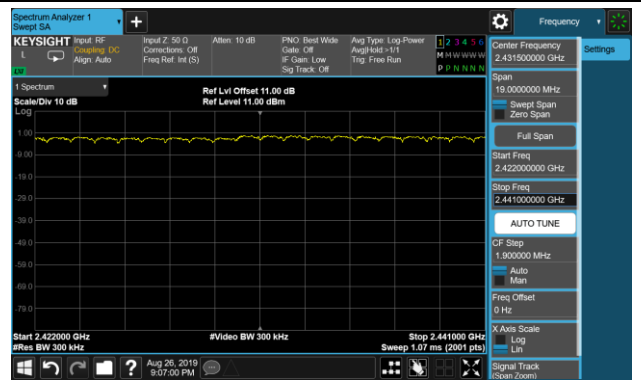 Spectrum Analyzer 1
Swept SA
Frequency
KEYSIGHT
L
Input: RF
Coupling: DC
Align: Auto
Input Z: 50 Ω
Corrections: Off
Freq Ref: Int (S)
Atten: 10 dB
PNO: Best Wide
Gate: Off
IF Gain: Low
Sig Track: Off
Avg Type: Log-Power
Avg|Hold:>1/1
Trig: Free Run
1 2 3 4 5 6
M M W W W W
P P N N N N
1 Spectrum
Scale/Div 10 dB
Ref Lvl Offset 11.00 dB
Ref Level 11.00 dBm
Log
1.00
-9.00
-19.0
-29.0
-39.0
-49.0
-59.0
-69.0
-79.0
Start 2.422000 GHz
#Res BW 300 kHz
#Video BW 300 kHz
Stop 2.441000 GHz
Sweep 1.07 ms (2001 pts)
Aug 26, 2019
9:07:00 PM
Center Frequency
2.431500000 GHz
Settings
Span
19.0000000 MHz
Swept Span
Zero Span
Full Span
Start Freq
2.422000000 GHz
Stop Freq
2.441000000 GHz
AUTO TUNE
CF Step
1.900000 MHz
Auto
Man
Freq Offset
0 Hz
X Axis Scale
Log
Lin
Signal Track
(Span Zoom)